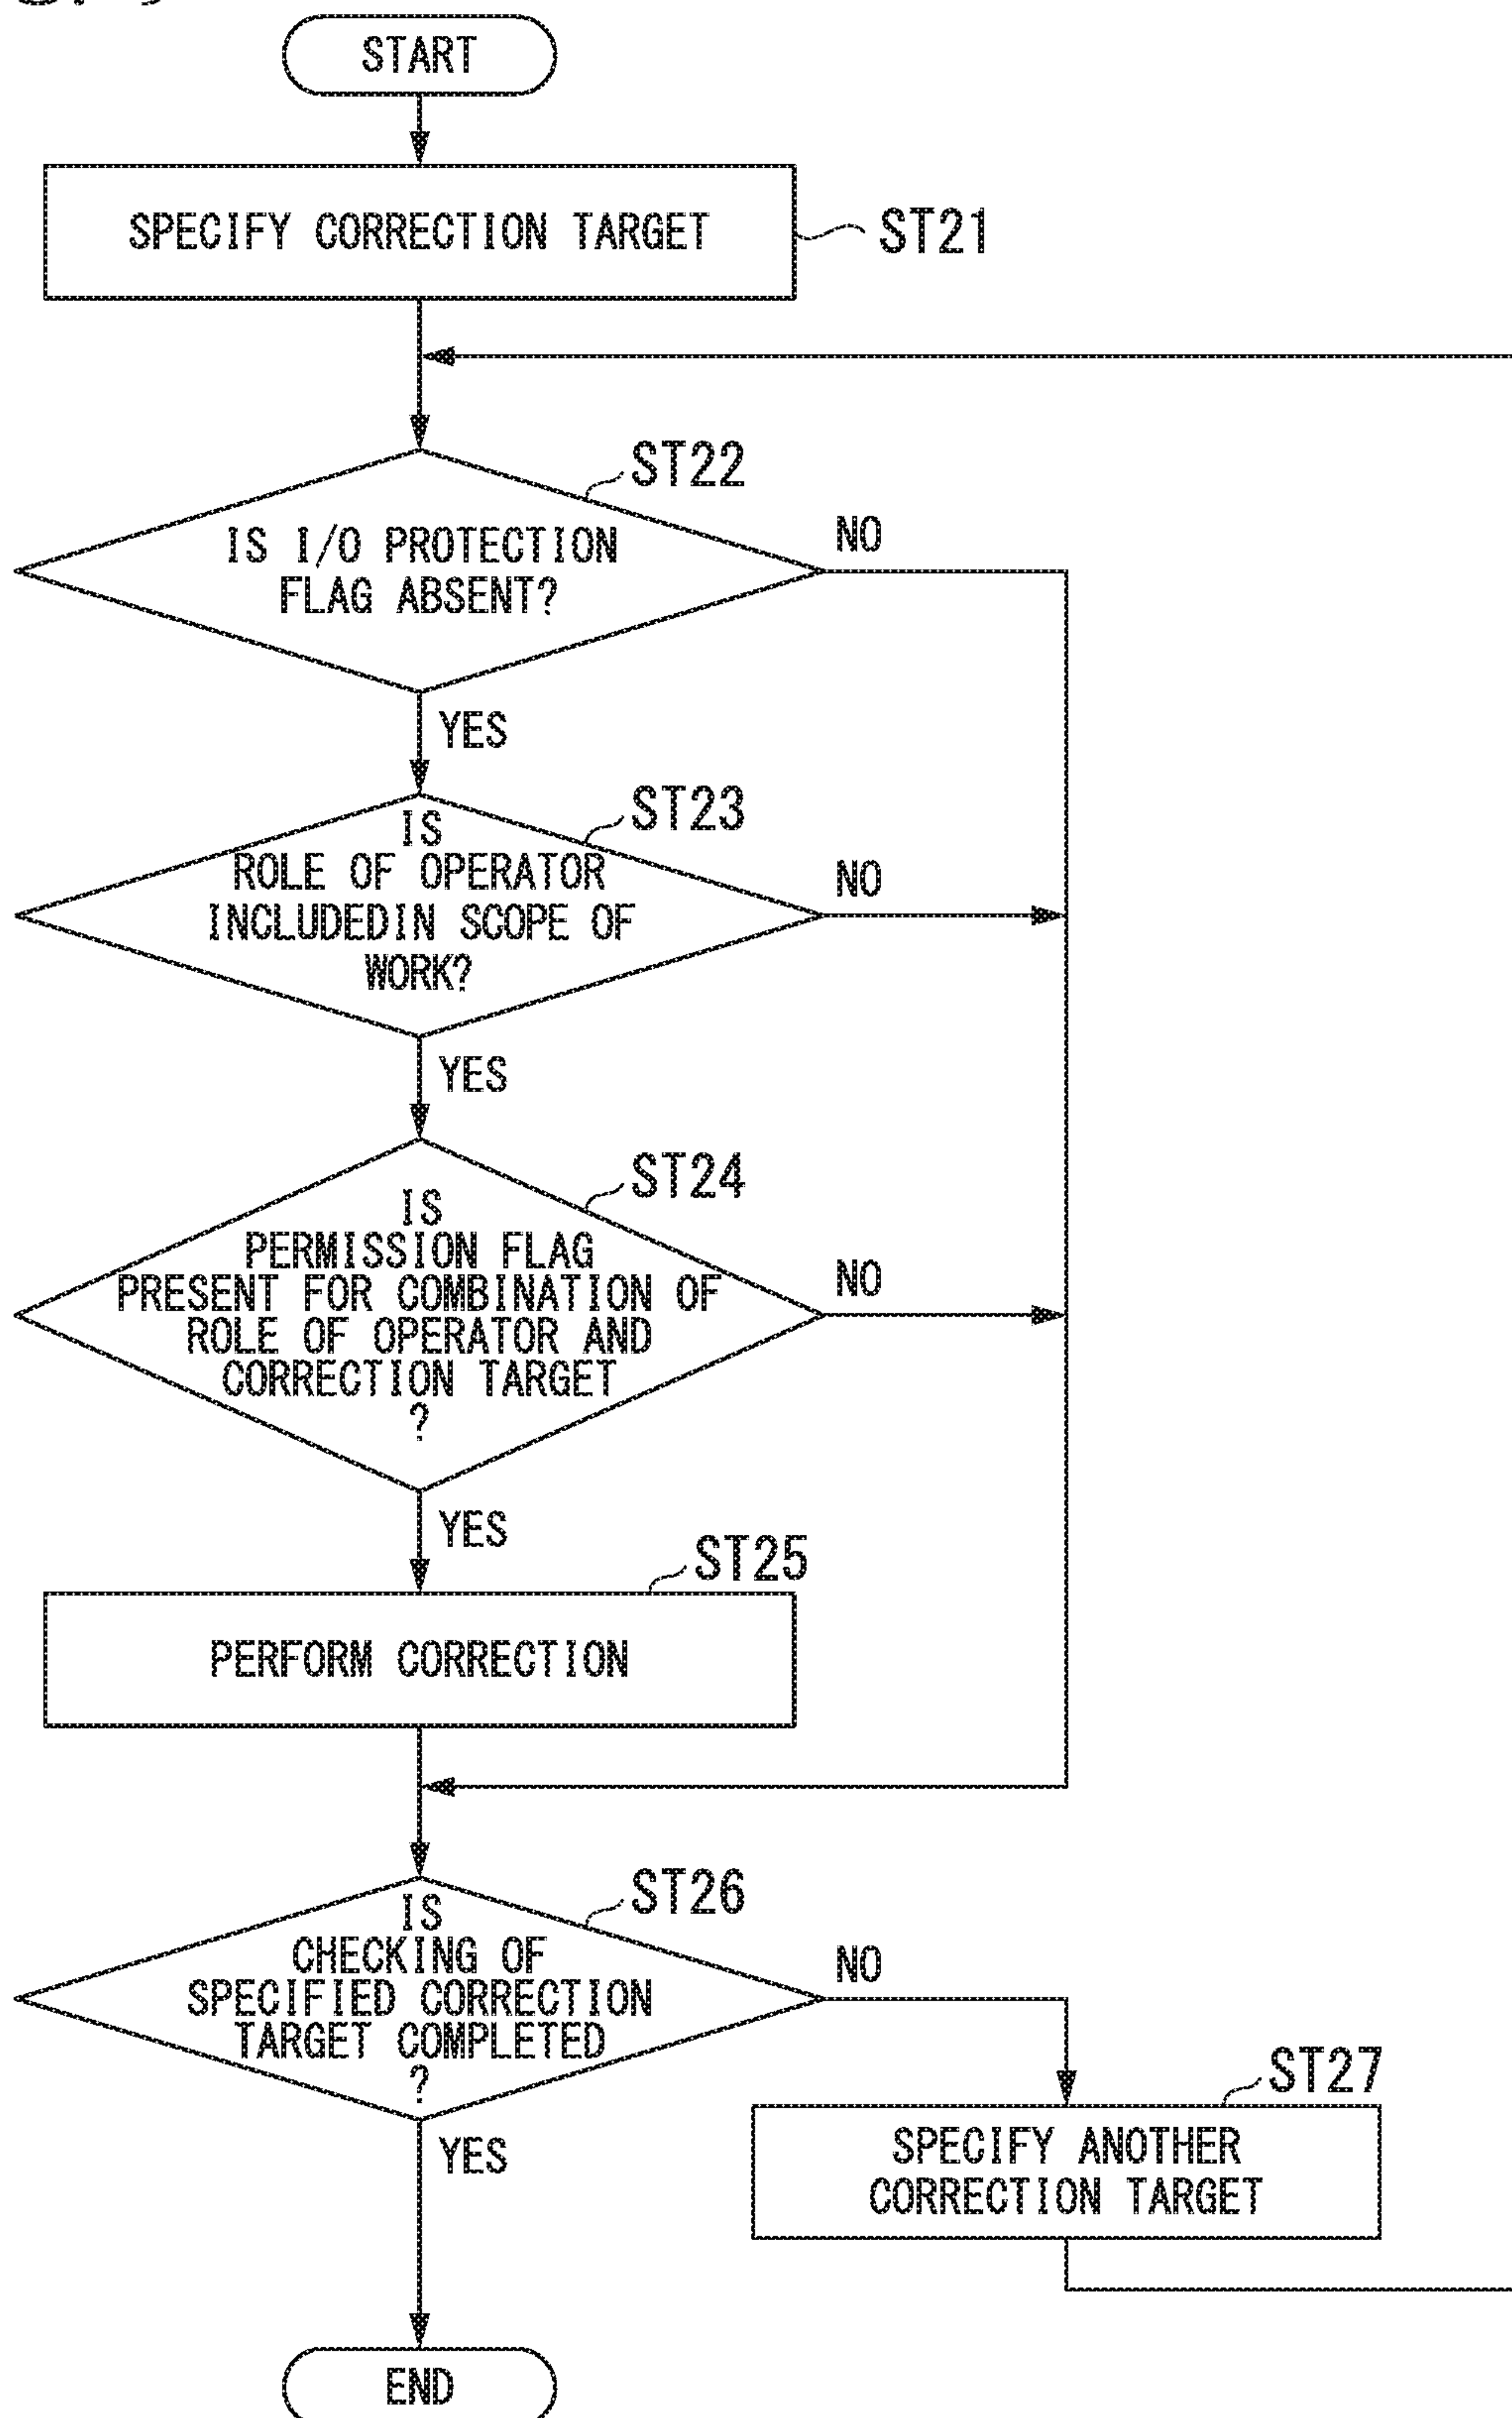 START
SPECIFY CORRECTION TARGET
ST21
ST22
IS I/O PROTECTION
FLAG ABSENT?
NO
YES
ST23
IS
ROLE OF OPERATOR
INCLUDEDIN SCOPE OF
WORK?
NO
YES
ST24
IS
PERMISSION FLAG
PRESENT FOR COMBINATION OF
ROLE OF OPERATOR AND
CORRECTION TARGET
?
NO
YES
ST25
PERFORM CORRECTION
ST26
IS
CHECKING OF
SPECIFIED CORRECTION
TARGET COMPLETED
?
NO
YES
ST27
SPECIFY ANOTHER
CORRECTION TARGET
END